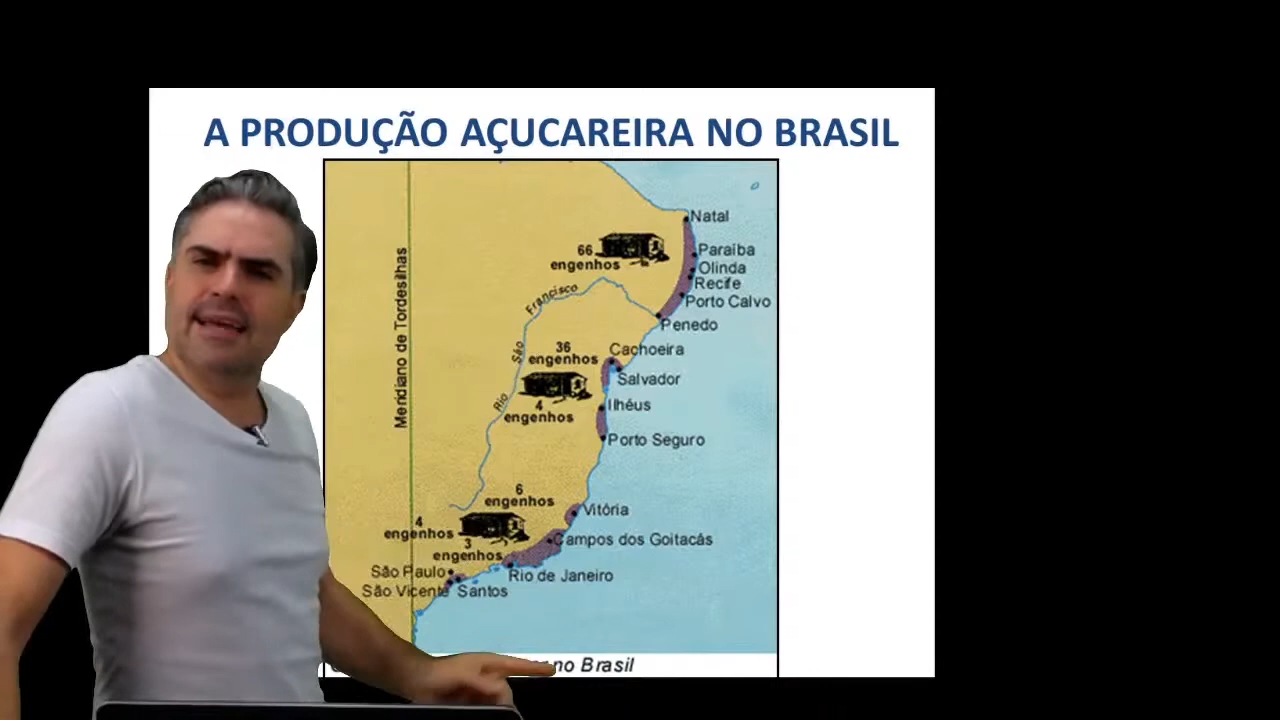 A PRODUÇÃO AÇUCAREIRA NO BRASIL
Natal
66
engenhos
Paraíba
Olinda
Recife
Porto Calvo
Penedo
Meridiano de Tordesilhas
Rio São Francisco
36
engenhos
Cachoeira
Salvador
4
engenhos
Ilhéus
Porto Seguro
6
engenhos
Vitória
4
engenhos
Campos dos Goitacás
3
engenhos
São Paulo
Rio de Janeiro
São Vicente
Santos
no Brasil